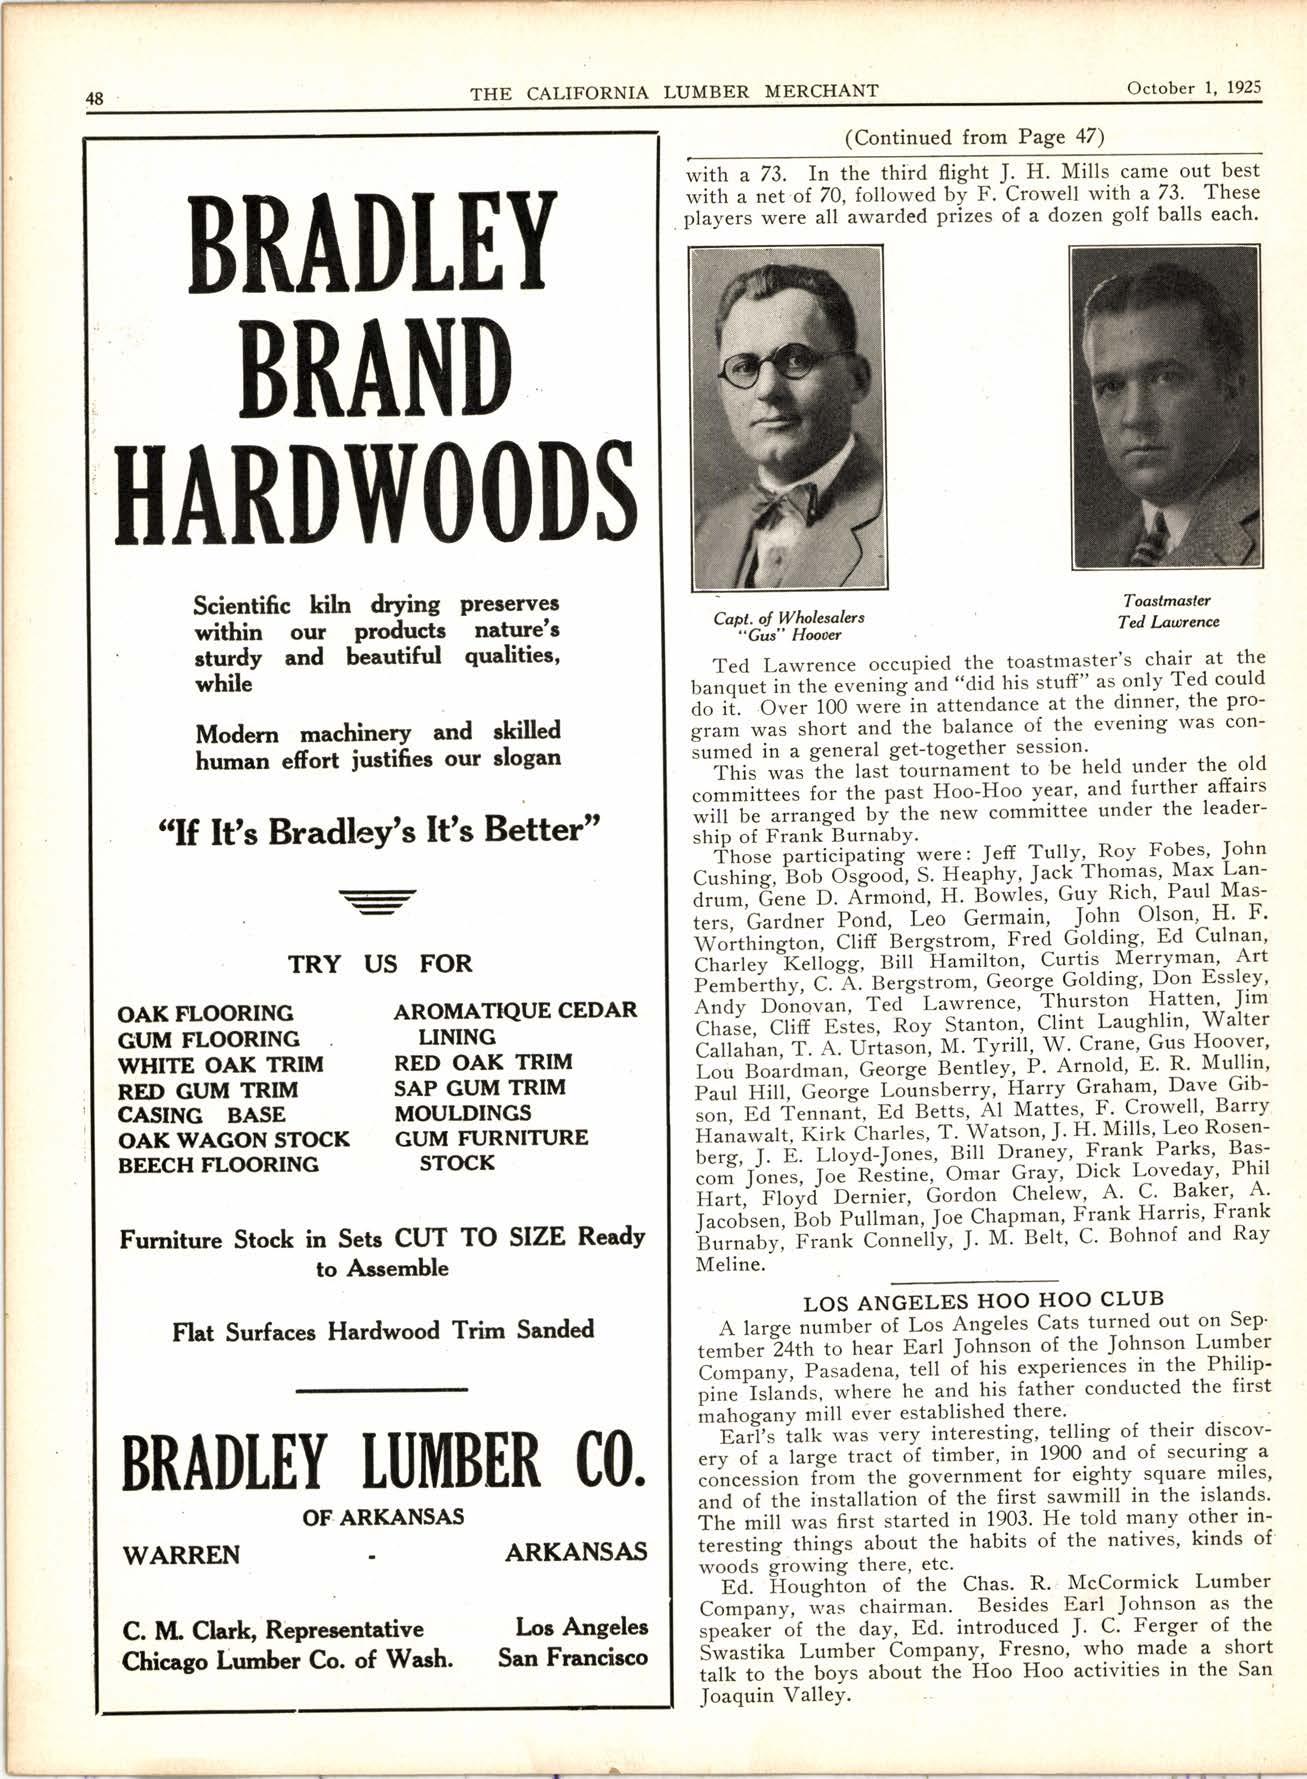 48
THE CALIFORNIA LUMBER MERCHANT
October 1, 1925
BRADLEY
BRAND
HARDWOODS
Scientific kiln drying preserves
within our products nature's
sturdy and beautiful qualities,
while
Modern machinery and skilled
human effort justifies our slogan
“If It's Bradley's It's Better”
TRY US FOR
OAK FLOORING
GUM FLOORING
WHITE OAK TRIM
RED GUM TRIM
CASING BASE
OAK WAGON STOCK
BEECH FLOORING
AROMATIQUE CEDAR
LINING
RED OAK TRIM
SAP GUM TRIM
MOULDINGS
GUM FURNITURE
STOCK
Furniture Stock in Sets CUT TO SIZE Ready
to Assemble
Flat Surfaces Hardwood Trim Sanded
BRADLEY LUMBER CO.
OF ARKANSAS
WARREN - ARKANSAS
C. M. Clark, Representative Los Angeles
Chicago Lumber Co. of Wash. San Francisco
(Continued from Page 47)
with a 73. In the third flight J. H. Mills came out best
with a net of 70, followed by F. Crowell with a 73. These
players were all awarded prizes of a dozen golf balls each.
Capt. of Wholesalers
“Gus” Hoover
Toastmaster
Ted Lawrence
Ted Lawrence occupied the toastmaster's chair at the
banquet in the evening and “did his stuff” as only Ted could
do it. Over 100 were in attendance at the dinner, the pro-
gram was short and the balance of the evening was con-
sumed in a general get-together session.
This was the last tournament to be held under the old
committees for the past Hoo-Hoo year, and further affairs
will be arranged by the new committee under the leader-
ship of Frank Burnaby.
Those participating were: Jeff Tully, Roy Fobes, John
Cushing, Bob Osgood, S. Heaphy, Jack Thomas, Max Lan-
drum, Gene D. Armond, H. Bowles, Guy Rich, Paul Mas-
ters, Gardner Pond, Leo Germain, John Olson, H. F.
Worthington, Cliff Bergstrom, Fred Golding, Ed Culnan,
Charley Kellogg, Bill Hamilton, Curtis Merryman, Art
Pemberthy, C. A. Bergstrom, George Golding, Don Essley,
Andy Donovan, Ted Lawrence, Thurston Hatten, Jim
Chase, Cliff Estes, Roy Stanton, Clint Laughlin, Walter
Callahan, T. A. Urtason, M. Tyrill, W. Crane, Gus Hoover,
Lou Boardman, George Bentley, P. Arnold, E. R. Mullin,
Paul Hill, George Lounsberry, Harry Graham, Dave Gib-
son, Ed Tennant, Ed Betts, Al Mattes, F. Crowell, Barry
Hanawalt, Kirk Charles, T. Watson, J. H. Mills, Leo Rosen-
berg, J. E. Lloyd-Jones, Bill Draney, Frank Parks, Bas-
com Jones, Joe Restine, Omar Gray, Dick Loveday, Phil
Hart, Floyd Dernier, Gordon Chelew, A. C. Baker, A.
Jacobsen, Bob Pullman, Joe Chapman, Frank Harris, Frank
Burnaby, Frank Connelly, J. M. Belt, C. Bohnof and Ray
Meline.
LOS ANGELES HOO HOO CLUB
A large number of Los Angeles Cats turned out on Sep-
tember 24th to hear Earl Johnson of the Johnson Lumber
Company, Pasadena, tell of his experiences in the Philip-
pine Islands, where he and his father conducted the first
mahogany mill ever established there.
Earl's talk was very interesting, telling of their discov-
ery of a large tract of timber, in 1900 and of securing a
concession from the government for eighty square miles,
and of the installation of the first sawmill in the islands.
The mill was first started in 1903. He told many other in-
teresting things about the habits of the natives, kinds of
woods growing there, etc.
Ed. Houghton of the Chas. R. McCormick Lumber
Company, was chairman. Besides Earl Johnson as the
speaker of the day, Ed. introduced J. C. Ferger of the
Swastika Lumber Company, Fresno, who made a short
talk to the boys about the Hoo Hoo activities in the San
Joaquin Valley.